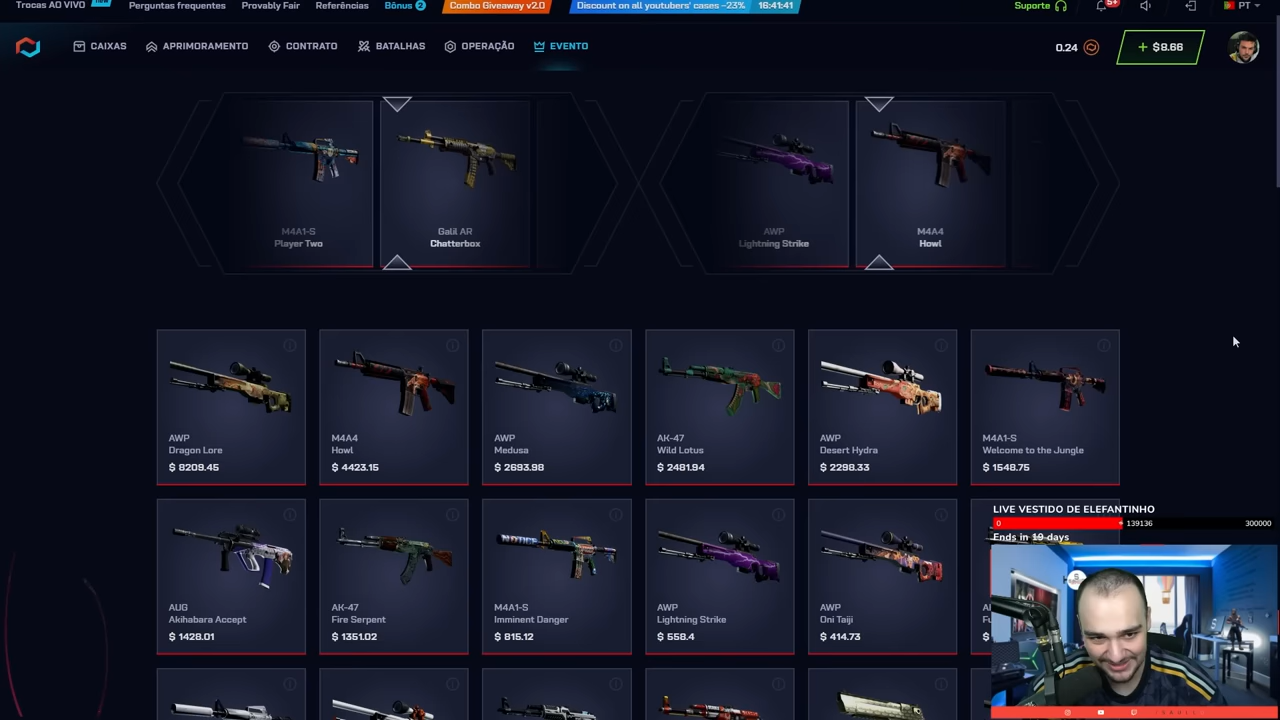 Trocas AO VIVO new Perguntas frequentes Provably Fair Referências Bônus 2 Combo Giveaway v2.0 Discount on all youtubers' cases -23% 16:41:41 Suporte 5+ PT
CAIXAS APRIMORAMENTO CONTRATO BATALHAS OPERAÇÃO EVENTO 0.24 + $8.66
M4A1-S Galil AR AWP M4A4
Player Two Chatterbox Lightning Strike Howl
AWP M4A4 AWP AK-47 AWP M4A1-S
Dragon Lore Howl Medusa Wild Lotus Desert Hydra Welcome to the Jungle
$ 8209.45 $ 4423.15 $ 2693.98 $ 2481.94 $ 2298.33 $ 1548.75
LIVE VESTIDO DE ELEFANTINHO
0 139136 300000
Ends in 19 days
AUG AK-47 M4A1-S AWP AWP
Akihabara Accept Fire Serpent Imminent Danger Lightning Strike Oni Taiji
$ 1428.01 $ 1351.02 $ 815.12 $ 558.4 $ 414.73 $